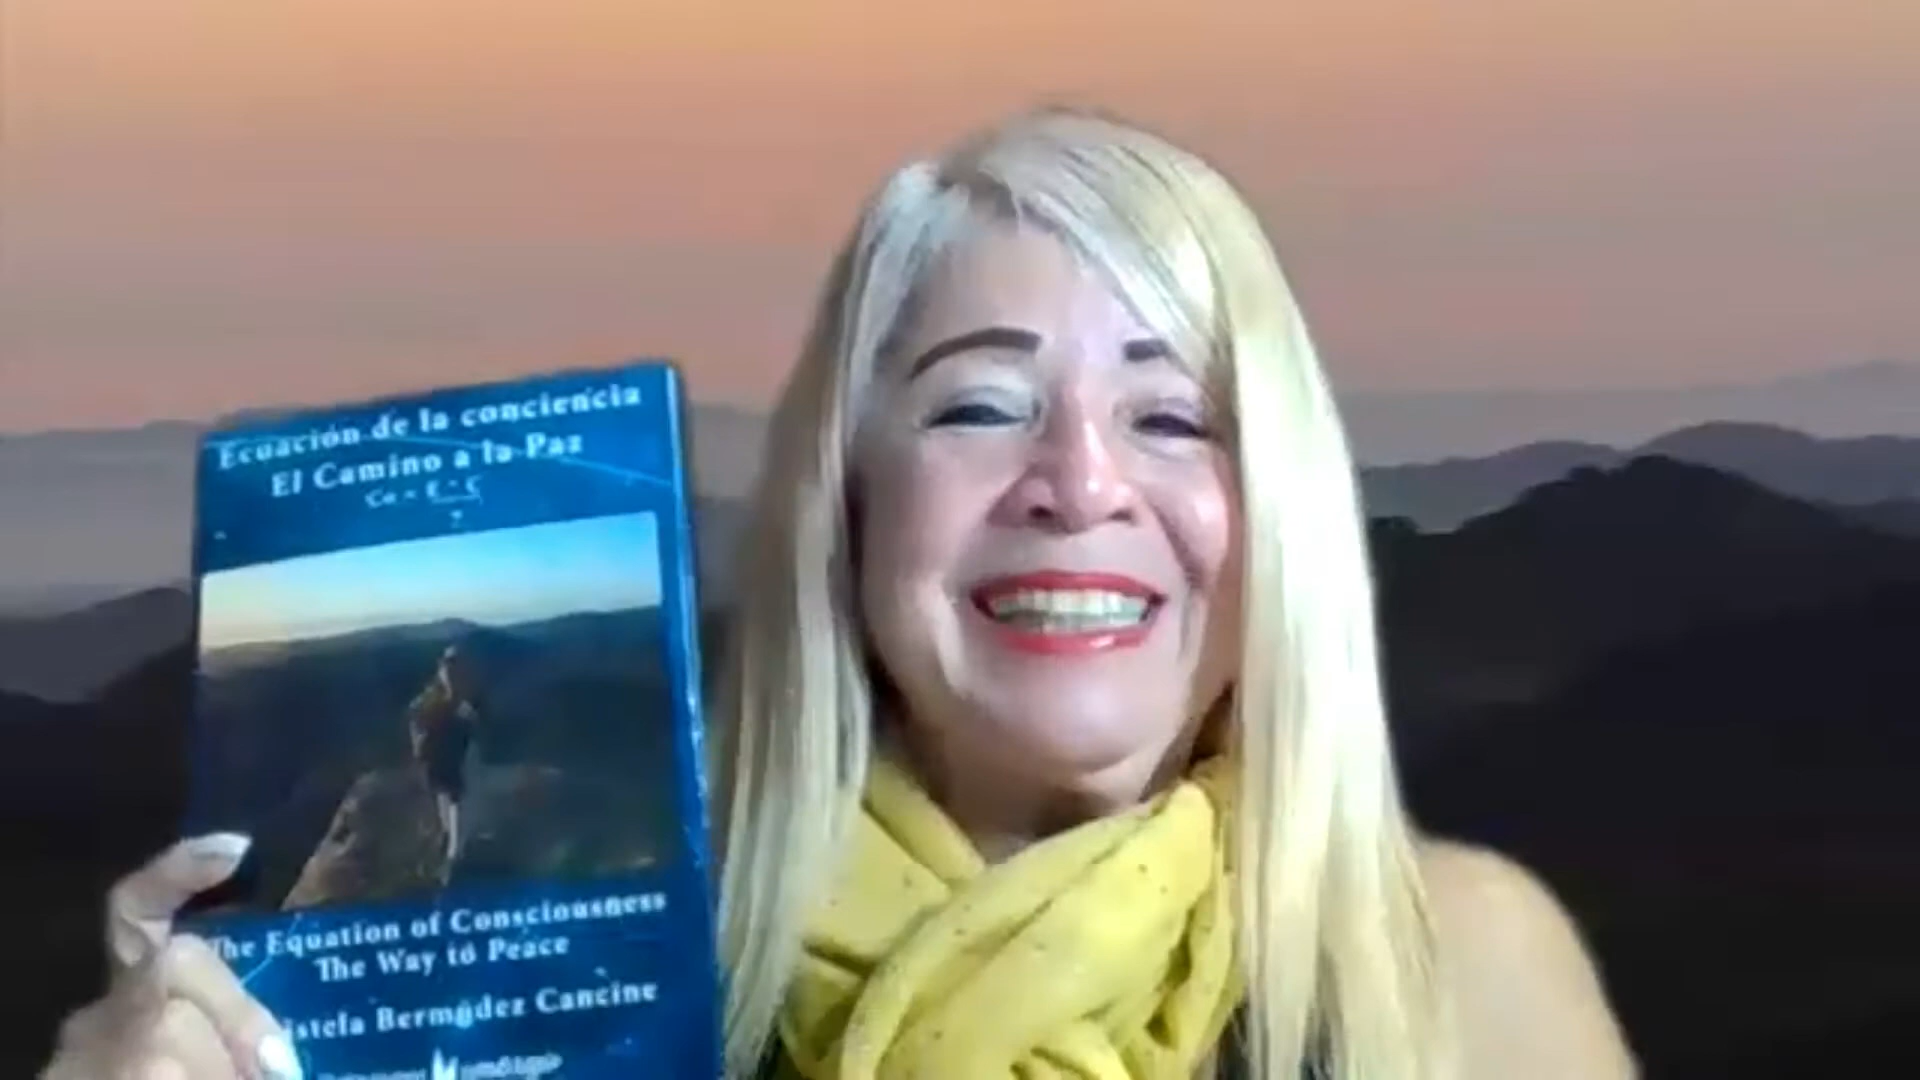 Ecuación de la conciencia
El Camino a la Paz
The Equation of Consciousness
The Way to Peace
Bermúdez Cancine